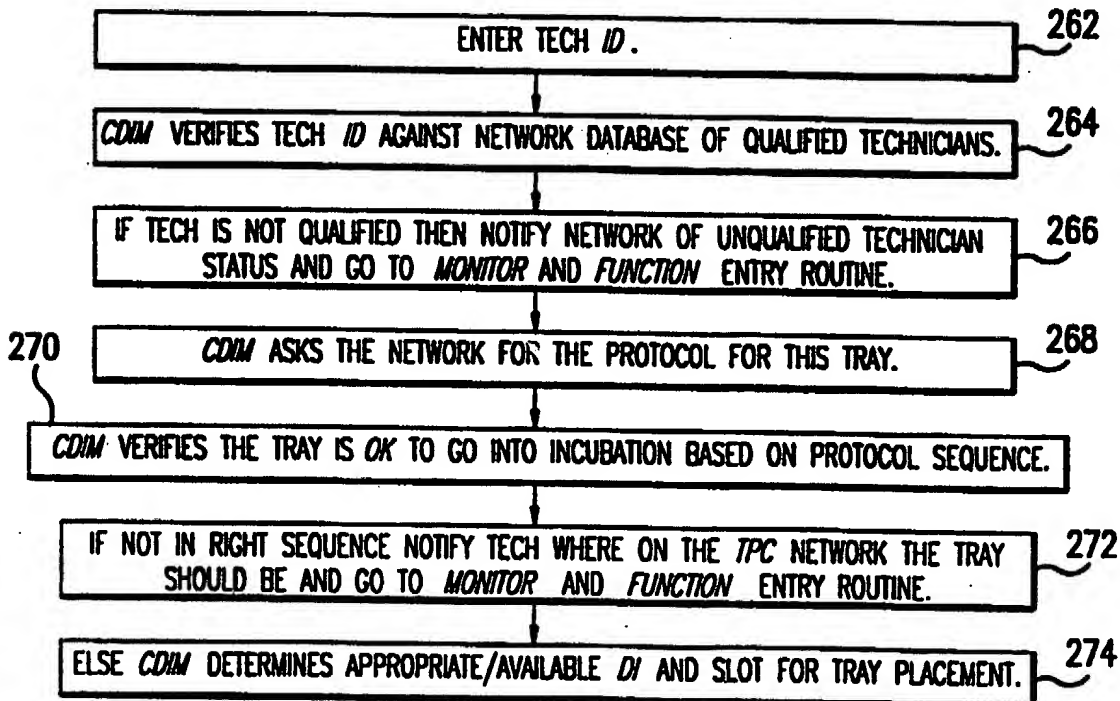 ENTER TECH ID.
262
CDIM VERIFIES TECH ID AGAINST NETWORK DATABASE OF QUALIFIED TECHNICIANS.
264
IF TECH IS NOT QUALIFIED THEN NOTIFY NETWORK OF UNQUALIFIED TECHNICIAN
STATUS AND GO TO MONITOR AND FUNCTION ENTRY ROUTINE.
266
CDIM ASKS THE NETWORK FOR THE PROTOCOL FOR THIS TRAY.
268
270
CDIM VERIFIES THE TRAY IS OK TO GO INTO INCUBATION BASED ON PROTOCOL SEQUENCE.
IF NOT IN RIGHT SEQUENCE NOTIFY TECH WHERE ON THE TPC NETWORK THE TRAY
SHOULD BE AND GO TO MONITOR AND FUNCTION ENTRY ROUTINE.
272
ELSE CDIM DETERMINES APPROPRIATE/AVAILABLE DI AND SLOT FOR TRAY PLACEMENT.
274